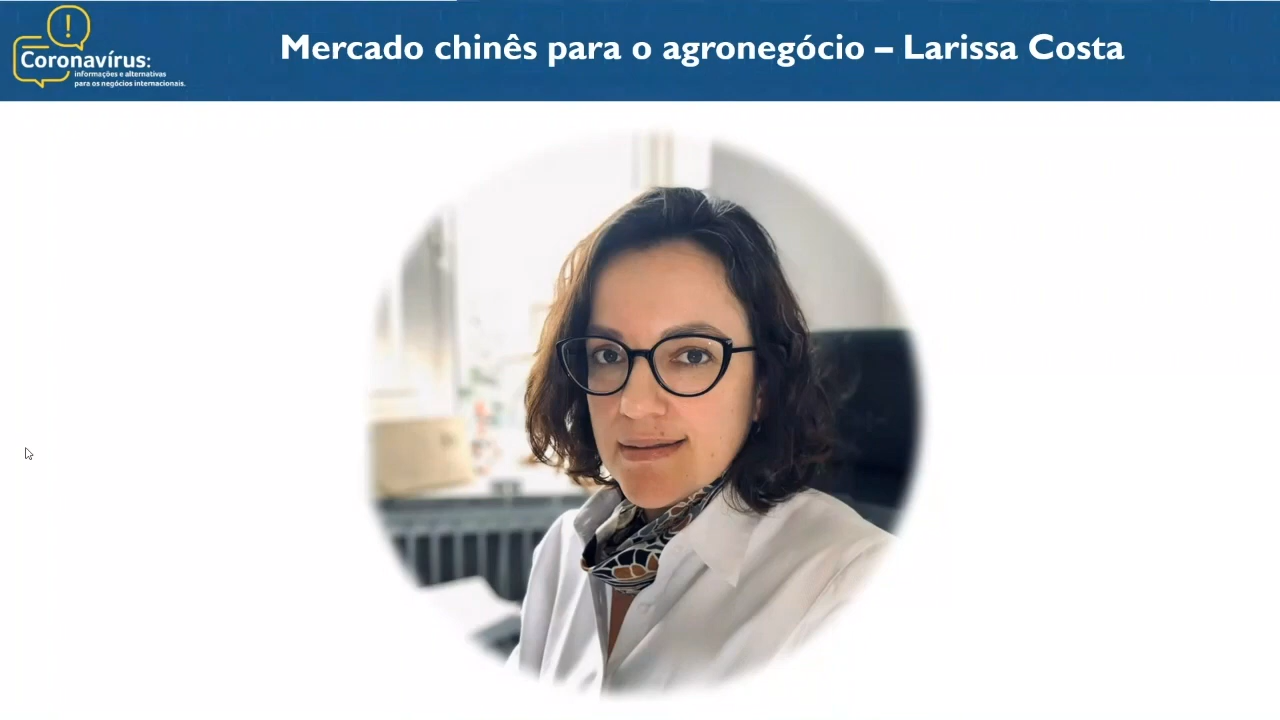 !
Coronavírus:
informações e alternativas
para os negócios internacionais.
Mercado chinês para o agronegócio – Larissa Costa